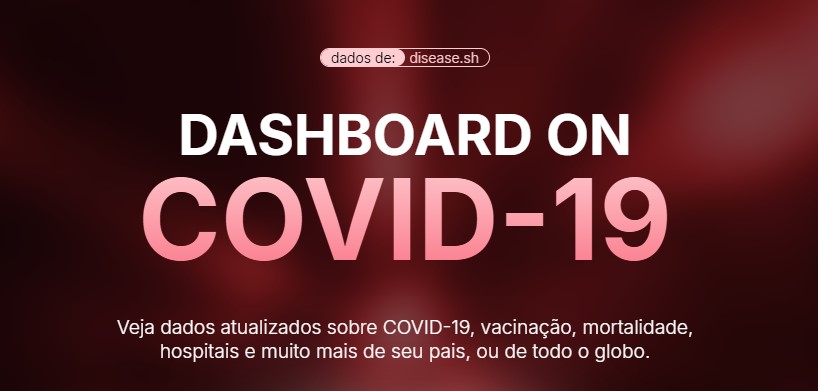 dados de: disease.sh
DASHBOARD ON
COVID-19
Veja dados atualizados sobre COVID-19, vacinação, mortalidade,
hospitais e muito mais de seu pais, ou de todo o globo.